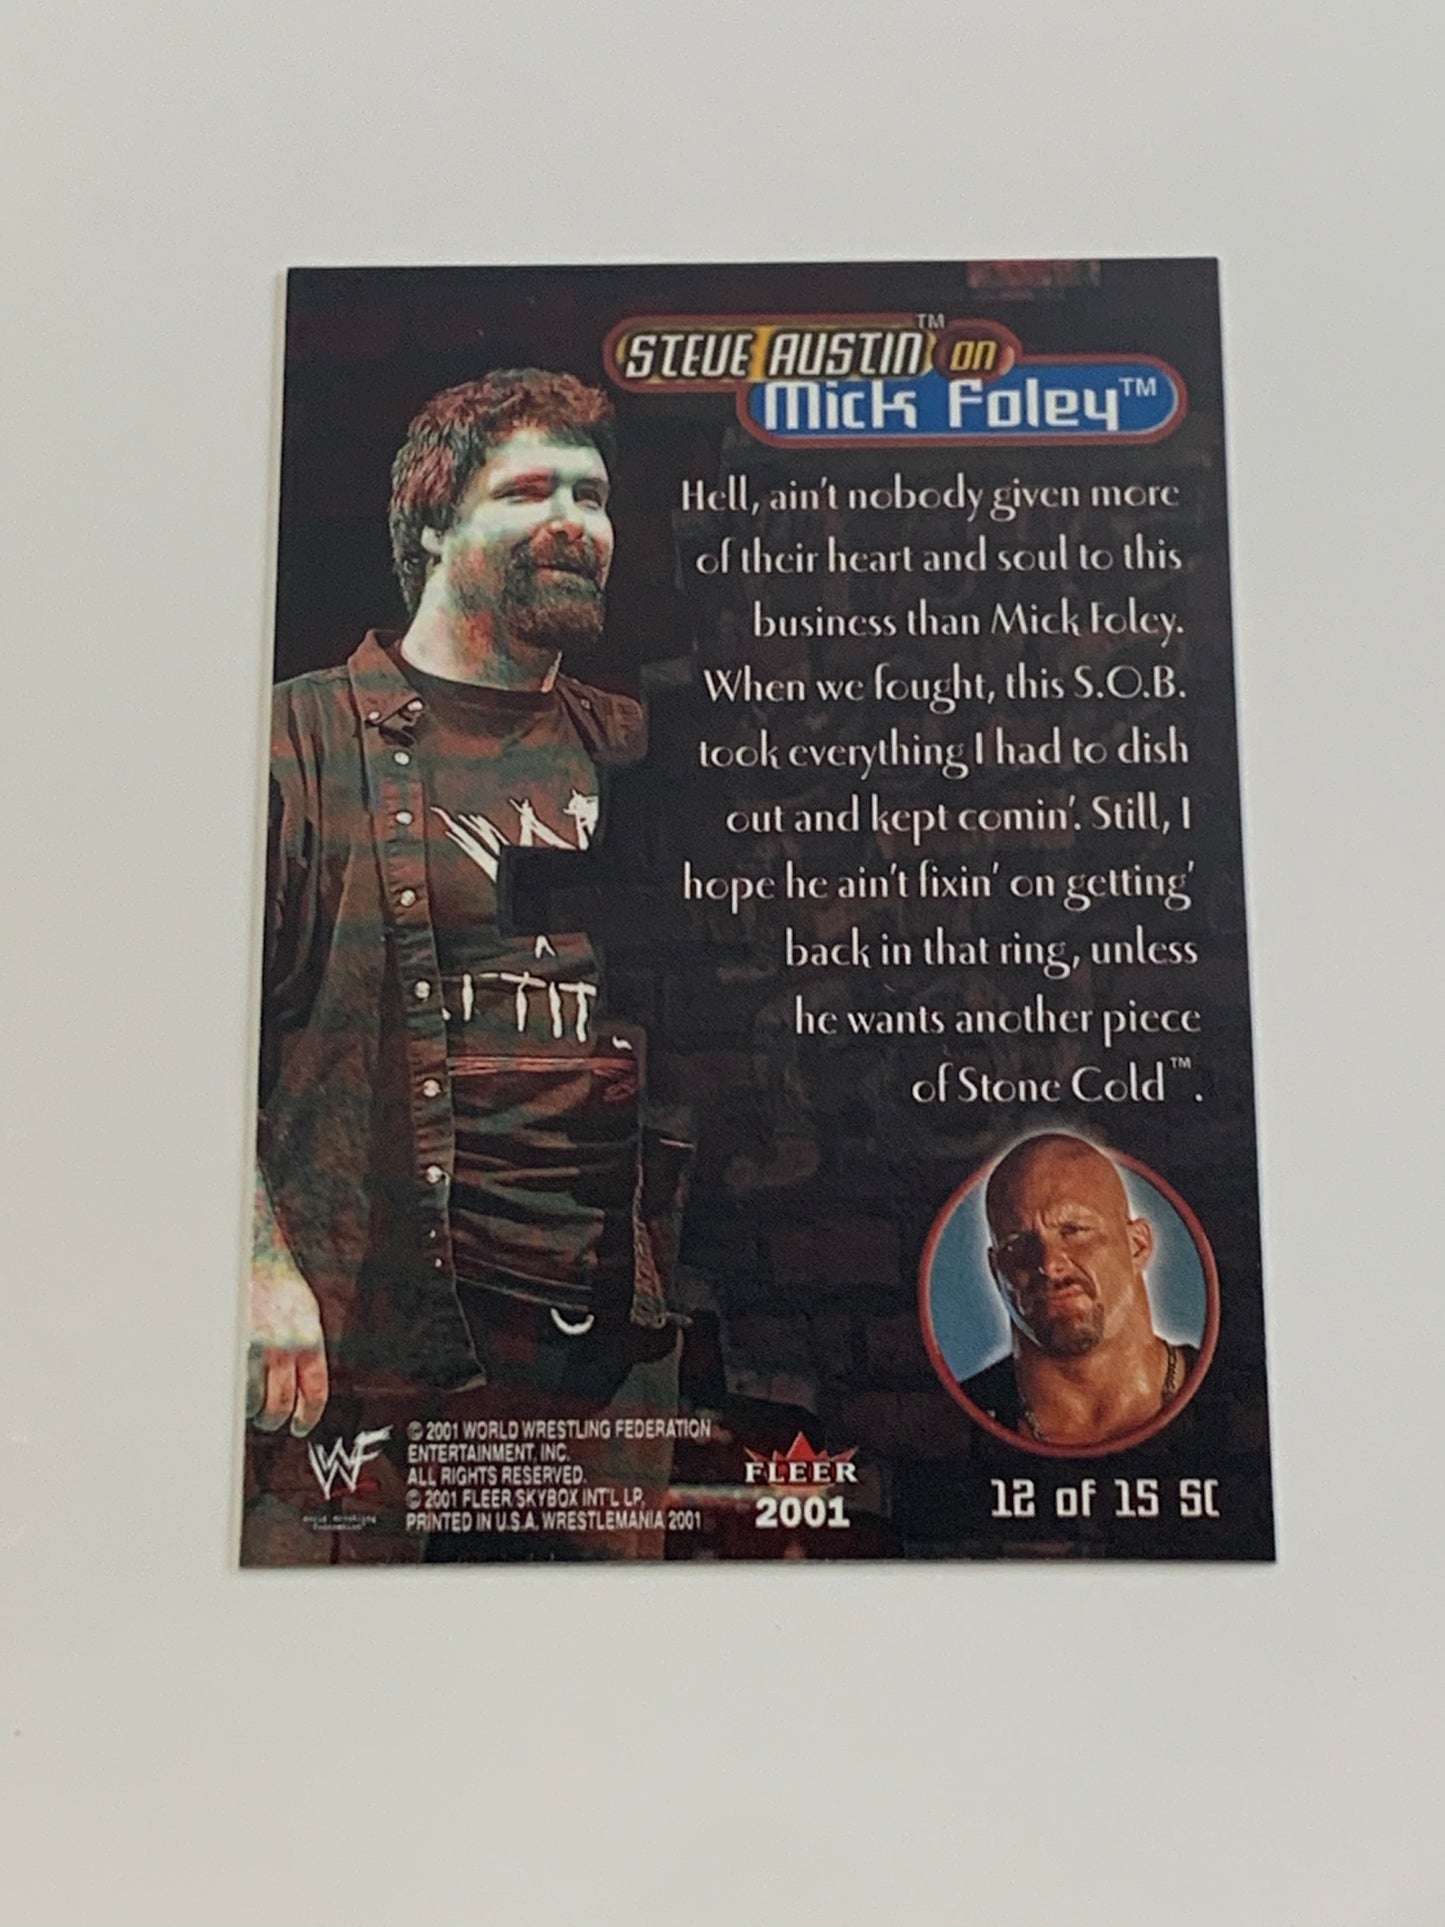 STEVE AUSTIN™ on
Mick Foley™
Hell, ain't nobody given more
of their heart and soul to this
business than Mick Foley.
When we fought, this S.O.B.
took everything I had to dish
out and kept comin'. Still, I
hope he ain't fixin' on getting'
back in that ring, unless
he wants another piece
of Stone Cold™.
© 2001 WORLD WRESTLING FEDERATION
ENTERTAINMENT, INC.
ALL RIGHTS RESERVED.
© 2001 FLEER/SKYBOX INT'L LP.
PRINTED IN U.S.A. WRESTLEMANIA 2001
FLEER
2001
12 of 15 SC